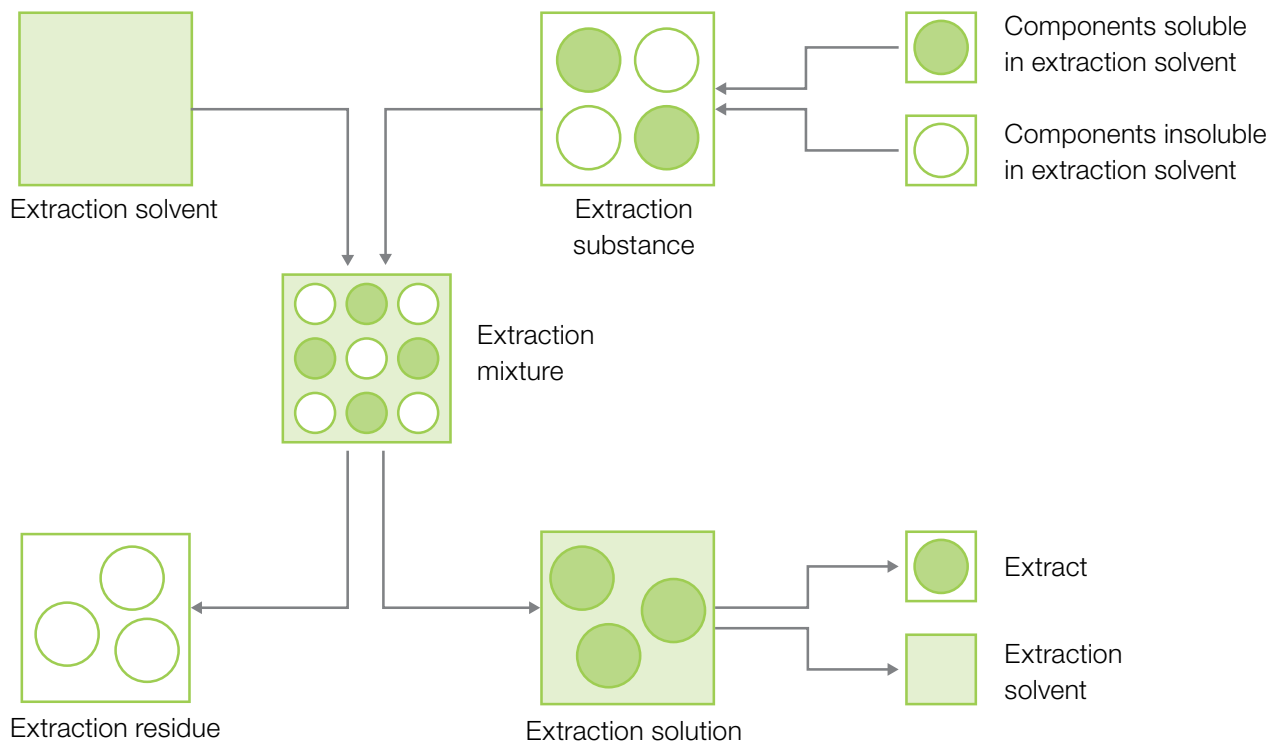 Components soluble
in extraction solvent
Components insoluble
in extraction solvent
Extraction solvent
Extraction
substance
Extraction
mixture
Extract
Extraction
solvent
Extraction residue
Extraction solution